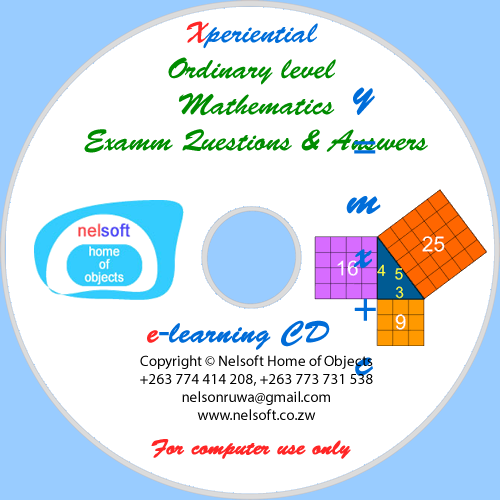 Xperiential
Ordinary level
Mathematics
Examm Questions & Answers
y
=
m
x
+
c
nelsoft
home
of
objects
16
25
4
5
3
9
e-learning CD
Copyright © Nelsoft Home of Objects
+263 774 414 208, +263 773 731 538
nelsonruwa@gmail.com
www.nelsoft.co.zw
For computer use only